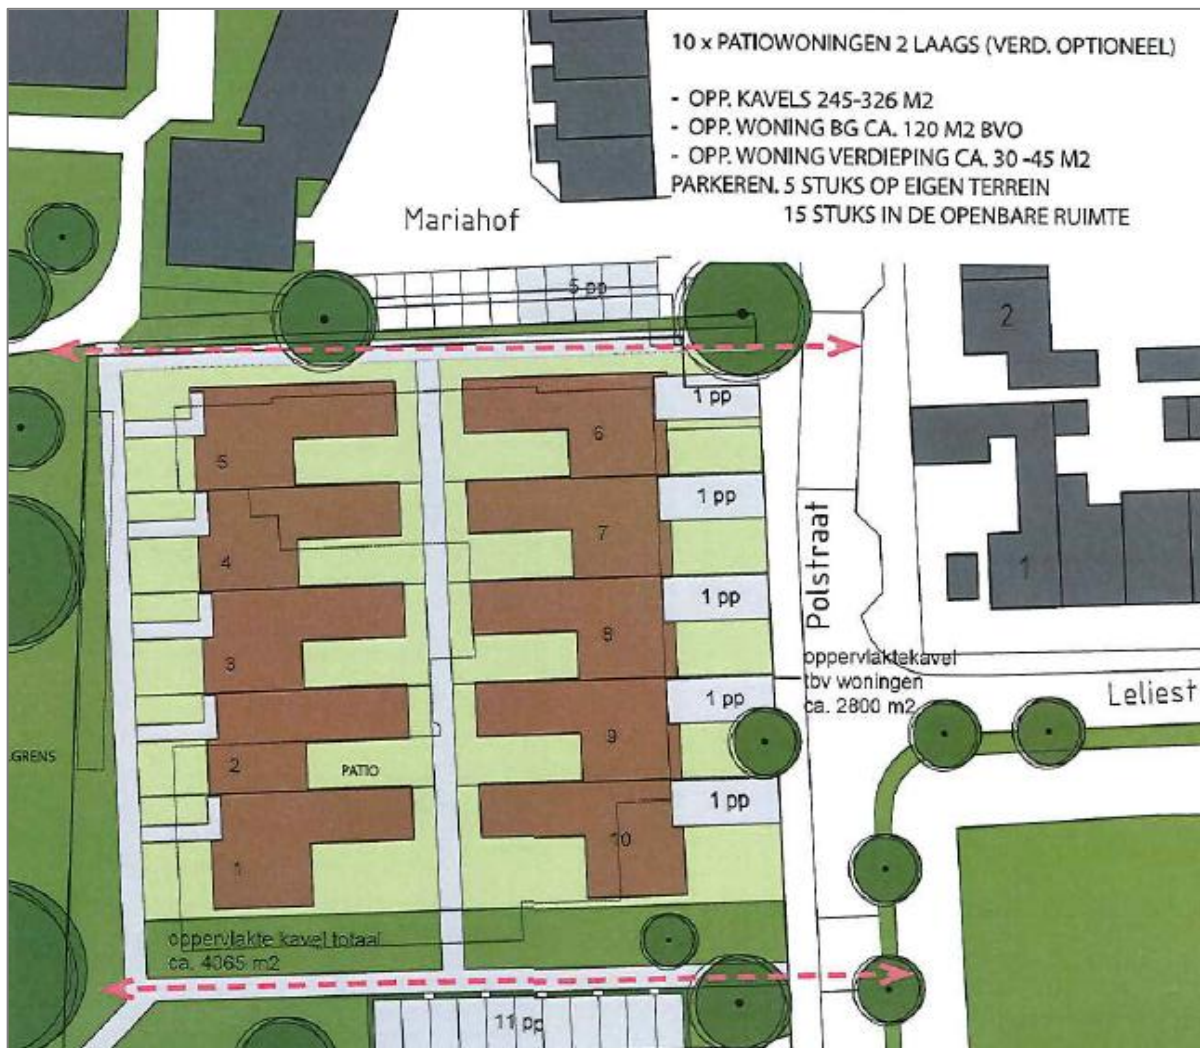 10 x PATIOWONINGEN 2 LAAGS (VERD. OPTIONEEL)
- OPP. KAVELS 245-326 M2
- OPP. WONING BG CA. 120 M2 BVO
- OPP. WONING VERDIEPING CA. 30 -45 M2
PARKEREN. 5 STUKS OP EIGEN TERREIN
15 STUKS IN DE OPENBARE RUIMTE
Mariahof
5 pp
2
1 pp
6
5
1 pp
7
4
Polstraat
1
1 pp
8
3
oppervlaktekavel
tbv woningen
ca. 2800 m2
Leliest
1 pp
9
GRENS
2
PATIO
1 pp
10
1
oppervlakte kavel totaal
ca. 4065 m2
11 pp